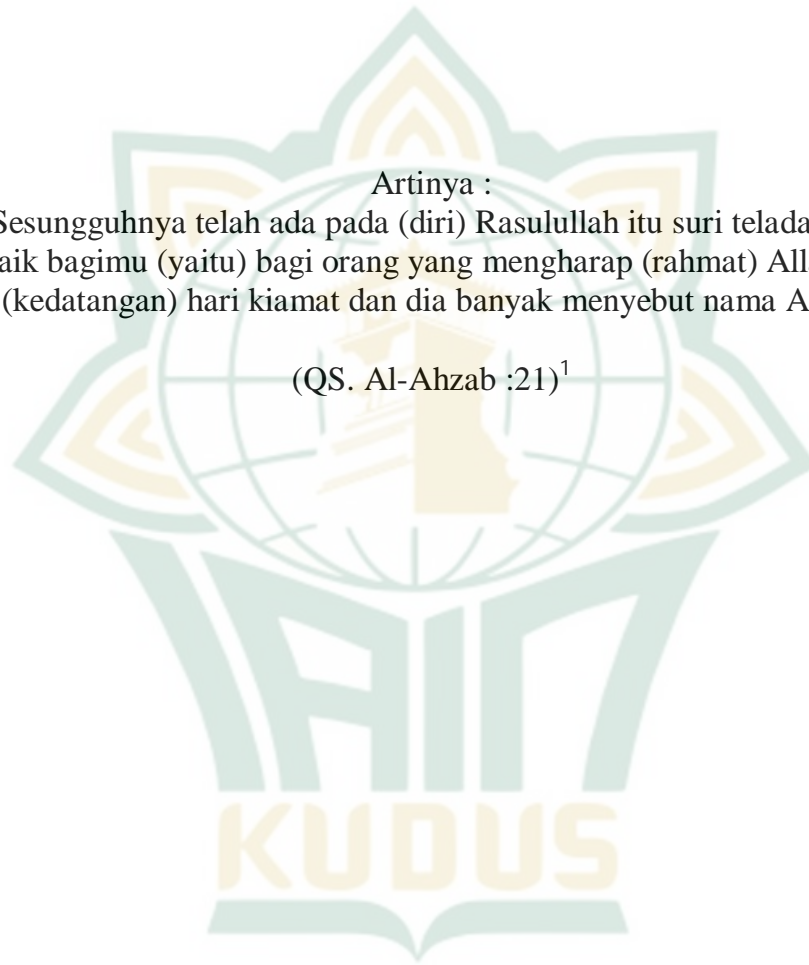 Artinya :
Sesungguhnya telah ada pada (diri) Rasulullah itu suri telada
aik bagimu (yaitu) bagi orang yang mengharap (rahmat) All
(kedatangan) hari kiamat dan dia banyak menyebut nama A
(QS. Al-Ahzab :21)¹
IAIN
KUDUS